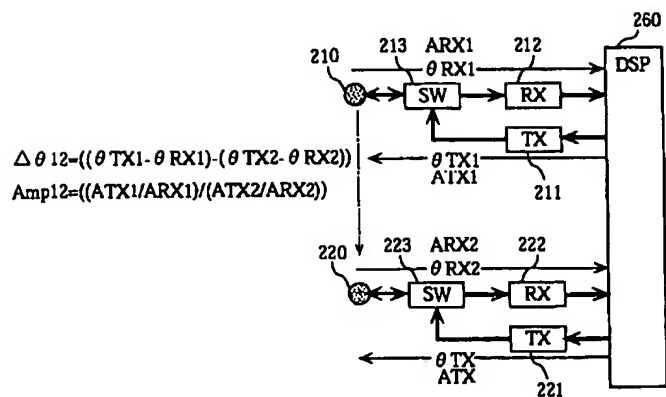 260
213 ARX1 212
210 θRX1 DSP
SW RX
TX
Δθ12=((θTX1-θRX1)-(θTX2-θRX2))
θTX1
ATX1
Amp12=((ATX1/ARX1)/(ATX2/ARX2))
211
223 ARX2 222
220 θRX2
SW RX
TX
θTX
ATX
221